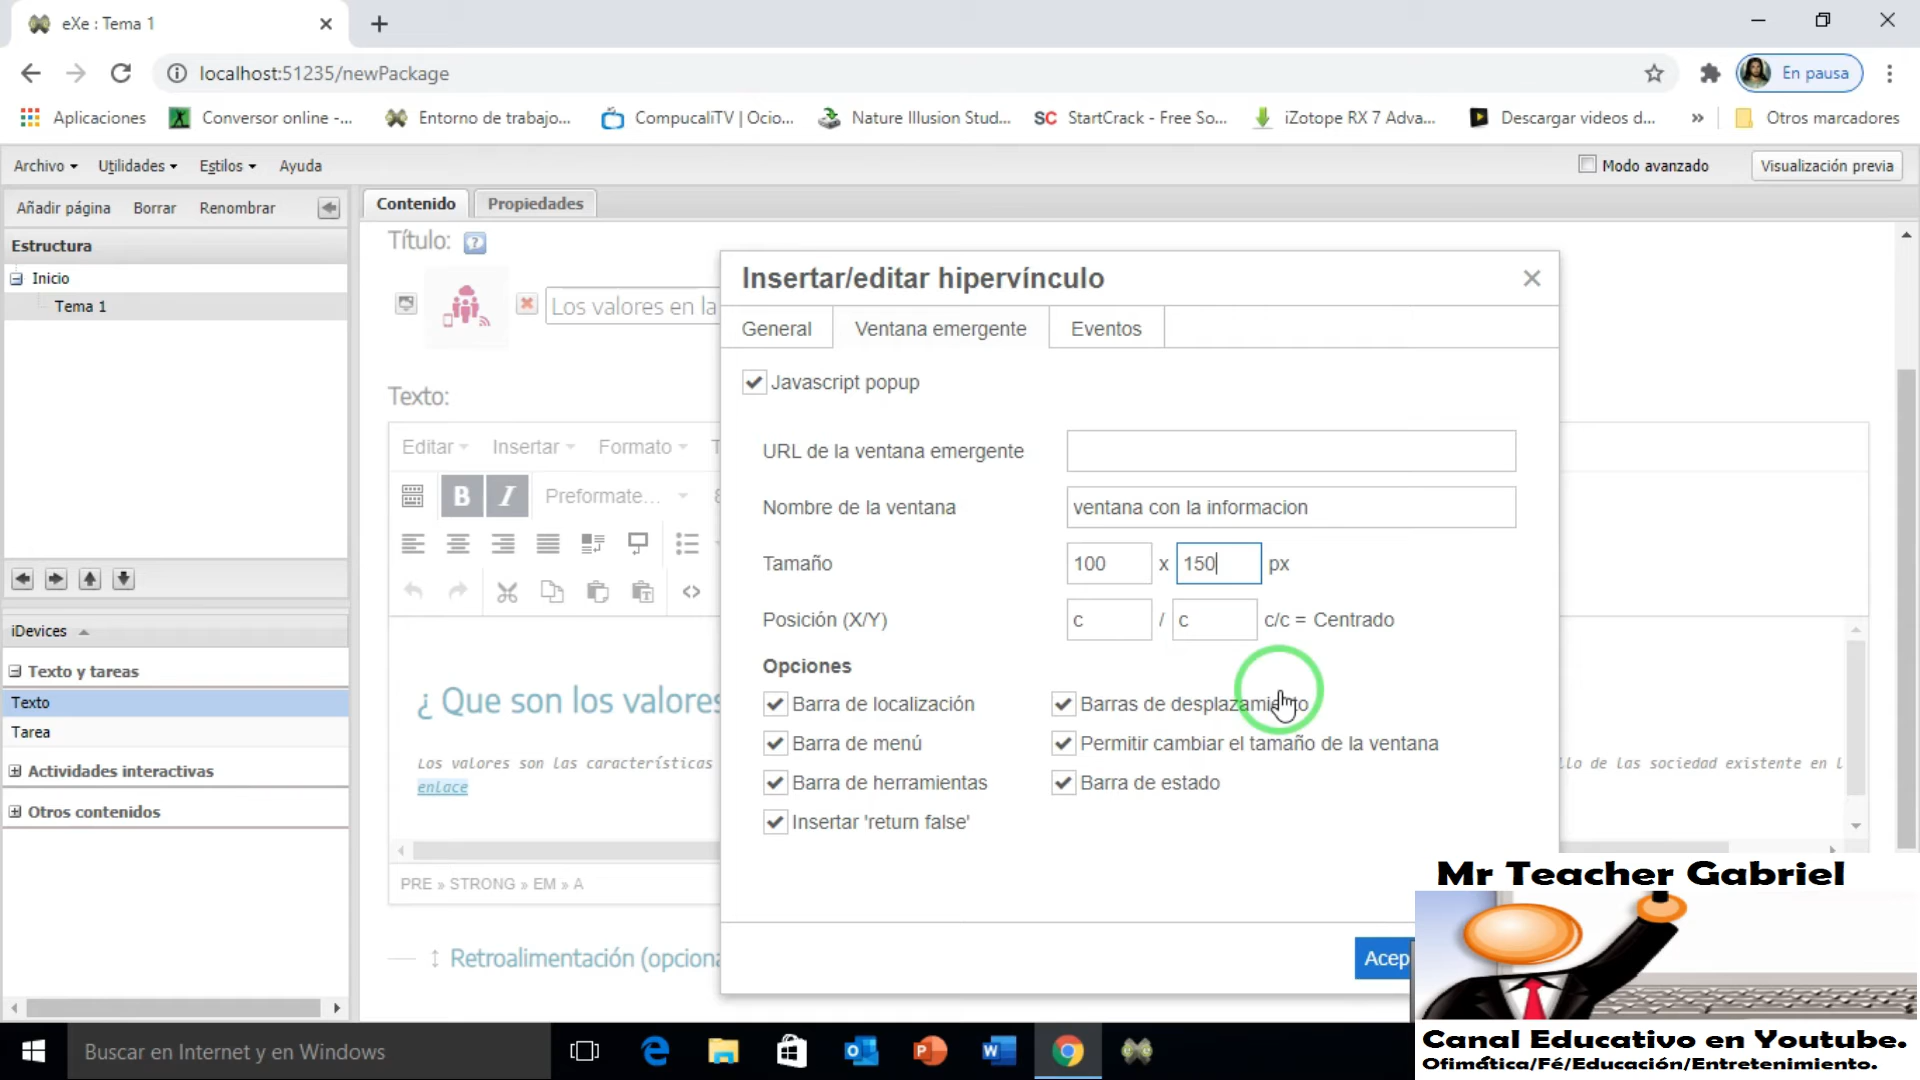 eXe : Tema 1
localhost:51235/newPackage
En pausa
Aplicaciones
Conversor online -...
Entorno de trabajo...
CompucaliTV | Ocio...
Nature Illusion Stud...
SC StartCrack - Free So...
iZotope RX 7 Adva...
Descargar videos d...
»
Otros marcadores
Archivo
Utilidades
Estilos
Ayuda
Modo avanzado
Visualización previa
Añadir página
Borrar
Renombrar
Contenido
Propiedades
Estructura
Inicio
Tema 1
iDevices
Texto y tareas
Texto
Tarea
Actividades interactivas
Otros contenidos
Título:
Los valores en la
Texto:
Editar
Insertar
Formato
T
B I Preformate...
¿ Que son los valores
Los valores son las características
llo de las sociedad existente en l
enlace
PRE » STRONG » EM » A
Retroalimentación (opciona
Insertar/editar hipervínculo
General
Ventana emergente
Eventos
Javascript popup
URL de la ventana emergente
Nombre de la ventana
ventana con la informacion
Tamaño
100 x 150 px
Posición (X/Y)
c / c c/c = Centrado
Opciones
Barra de localización
Barras de desplazamiento
Barra de menú
Permitir cambiar el tamaño de la ventana
Barra de herramientas
Barra de estado
Insertar 'return false'
Acep
Mr Teacher Gabriel
Canal Educativo en Youtube.
Ofimática/Fé/Educación/Entretenimiento.
Buscar en Internet y en Windows